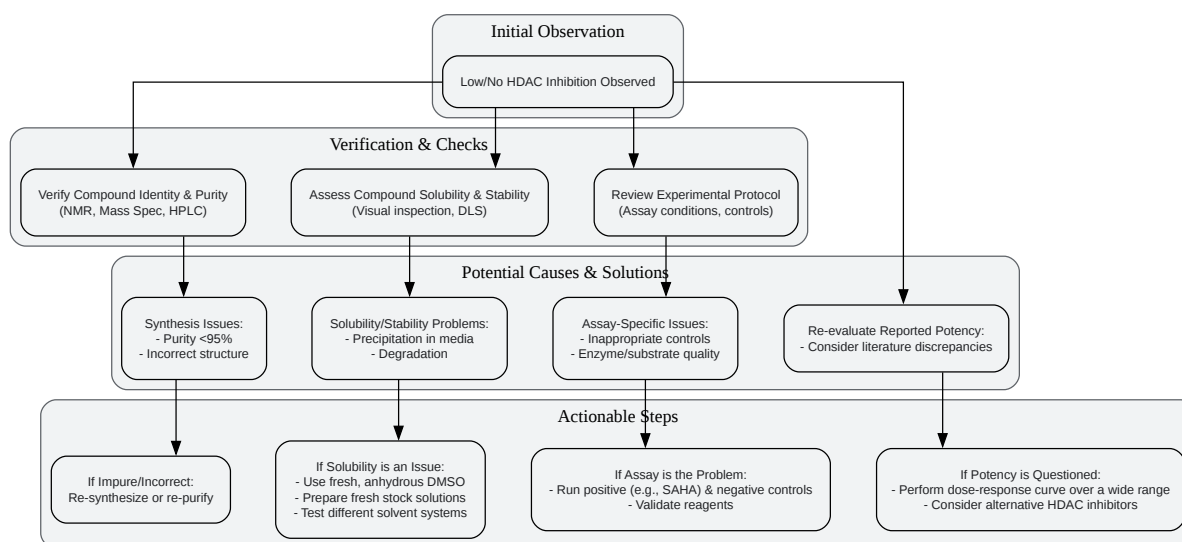 Initial Observation
Low/No HDAC Inhibition Observed
Verification & Checks
Verify Compound Identity & Purity
(NMR, Mass Spec, HPLC)
Assess Compound Solubility & Stability
(Visual inspection, DLS)
Review Experimental Protocol
(Assay conditions, controls)
Potential Causes & Solutions
Synthesis Issues:
- Purity <95%
- Incorrect structure
Solubility/Stability Problems:
- Precipitation in media
- Degradation
Assay-Specific Issues:
- Inappropriate controls
- Enzyme/substrate quality
Re-evaluate Reported Potency:
- Consider literature discrepancies
Actionable Steps
If Impure/Incorrect:
Re-synthesize or re-purify
If Solubility is an Issue:
- Use fresh, anhydrous DMSO
- Prepare fresh stock solutions
- Test different solvent systems
If Assay is the Problem:
- Run positive (e.g., SAHA) & negative controls
- Validate reagents
If Potency is Questioned:
- Perform dose-response curve over a wide range
- Consider alternative HDAC inhibitors